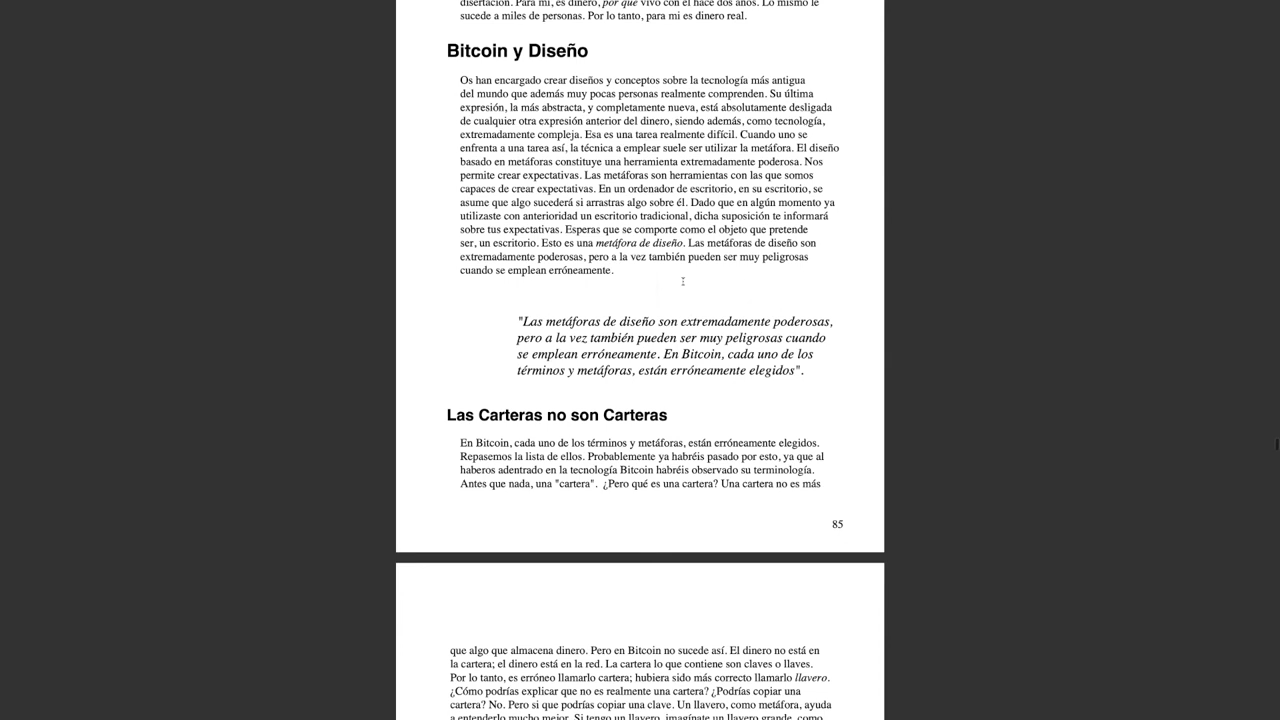 disertación. Para mi, es dinero, por que vivo con él hace dos años. Lo mismo le
sucede a miles de personas. Por lo tanto, para mi es dinero real.
Bitcoin y Diseño
Os han encargado crear diseños y conceptos sobre la tecnología más antigua
del mundo que además muy pocas personas realmente comprenden. Su última
expresión, la más abstracta, y completamente nueva, está absolutamente desligada
de cualquier otra expresión anterior del dinero, siendo además, como tecnología,
extremadamente compleja. Esa es una tarea realmente difícil. Cuando uno se
enfrenta a una tarea así, la técnica a emplear suele ser utilizar la metáfora. El diseño
basado en metáforas constituye una herramienta extremadamente poderosa. Nos
permite crear expectativas. Las metáforas son herramientas con las que somos
capaces de crear expectativas. En un ordenador de escritorio, en su escritorio, se
asume que algo sucederá si arrastras algo sobre él. Dado que en algún momento ya
utilizaste con anterioridad un escritorio tradicional, dicha suposición te informará
sobre tus expectativas. Esperas que se comporte como el objeto que pretende
ser, un escritorio. Esto es una metáfora de diseño. Las metáforas de diseño son
extremadamente poderosas, pero a la vez también pueden ser muy peligrosas
cuando se emplean erróneamente.
"Las metáforas de diseño son extremadamente poderosas,
pero a la vez también pueden ser muy peligrosas cuando
se emplean erróneamente. En Bitcoin, cada uno de los
términos y metáforas, están erróneamente elegidos".
Las Carteras no son Carteras
En Bitcoin, cada uno de los términos y metáforas, están erróneamente elegidos.
Repasemos la lista de ellos. Probablemente ya habréis pasado por esto, ya que al
haberos adentrado en la tecnología Bitcoin habréis observado su terminología.
Antes que nada, una "cartera". ¿Pero qué es una cartera? Una cartera no es más
85
que algo que almacena dinero. Pero en Bitcoin no sucede así. El dinero no está en
la cartera; el dinero está en la red. La cartera lo que contiene son claves o llaves.
Por lo tanto, es erróneo llamarlo cartera; hubiera sido más correcto llamarlo llavero.
¿Cómo podrías explicar que no es realmente una cartera? ¿Podrías copiar una
cartera? No. Pero si que podrías copiar una clave. Un llavero, como metáfora, ayuda
a entenderlo mucho mejor. Si tengo un llavero, imagínate un llavero grande, como